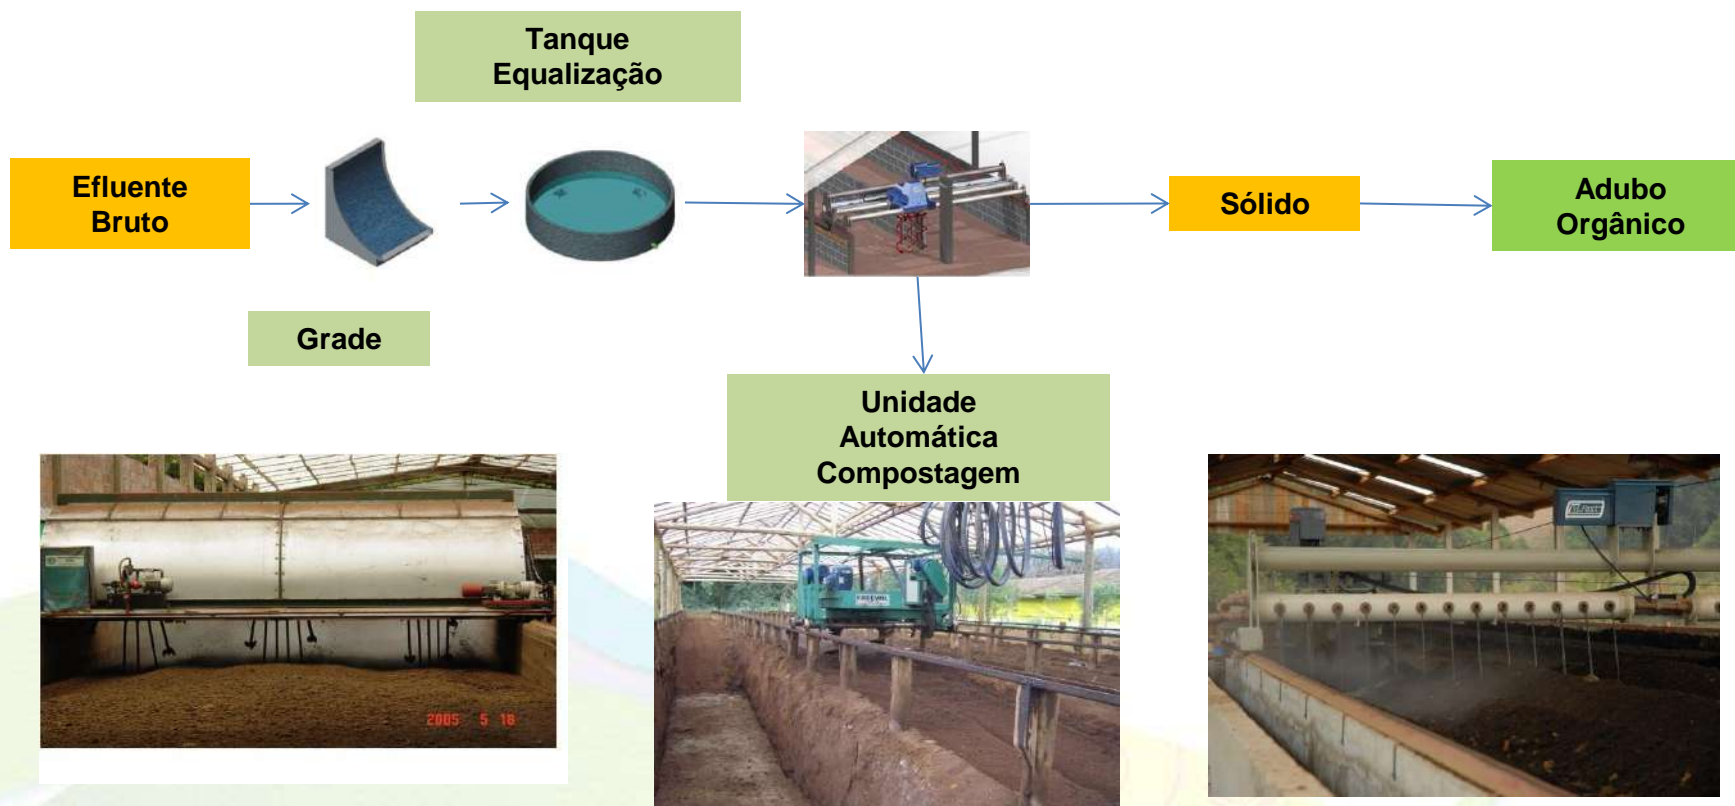 Tanque
Equalização
Efluente
Bruto
Sólido
Adubo
Orgânico
Grade
Unidade
Automática
Compostagem
2005 5 16